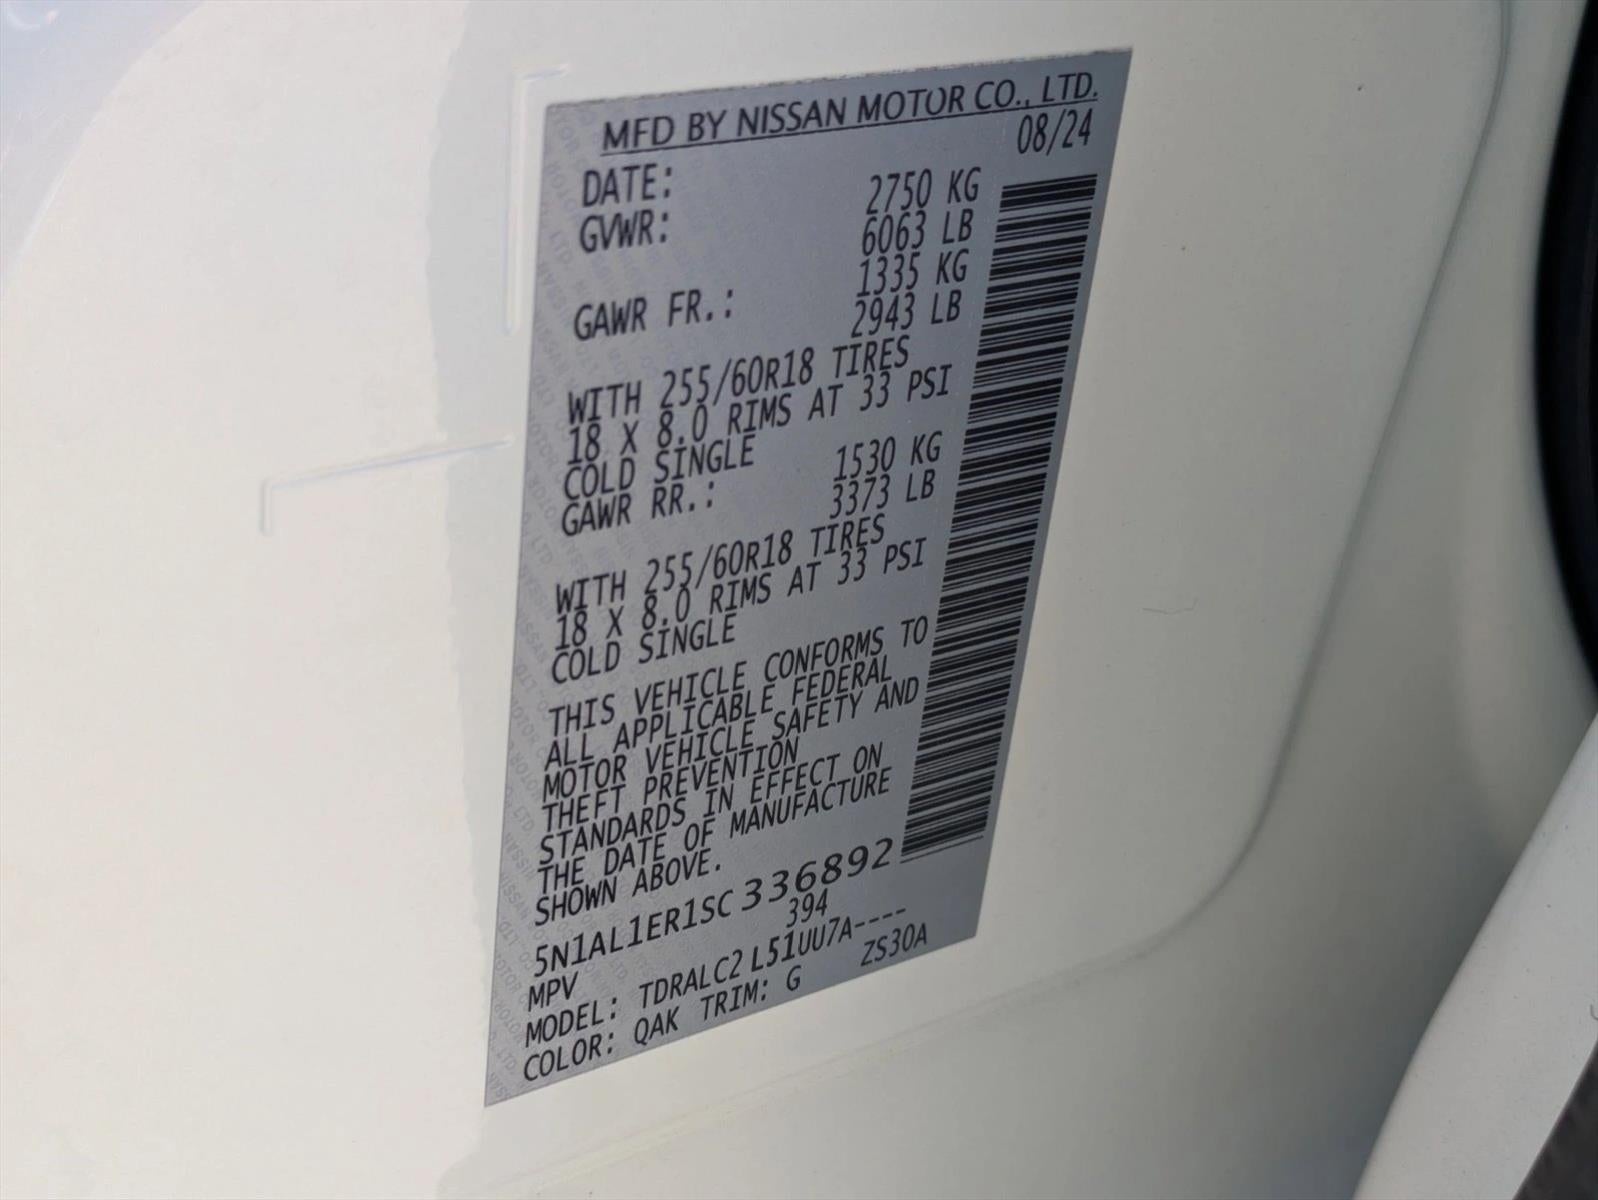 MFD BY NISSAN MOTOR CO., LTD.
DATE: 08/24
GVWR: 2750 KG
6063 LB
GAWR FR.: 1335 KG
2943 LB
WITH 255/60R18 TIRES
18 X 8.0 RIMS AT 33 PSI
COLD SINGLE
GAWR RR.: 1530 KG
3373 LB
WITH 255/60R18 TIRES
18 X 8.0 RIMS AT 33 PSI
COLD SINGLE
THIS VEHICLE CONFORMS TO
ALL APPLICABLE FEDERAL
MOTOR VEHICLE SAFETY AND
THEFT PREVENTION
STANDARDS IN EFFECT ON
THE DATE OF MANUFACTURE
SHOWN ABOVE.
5N1AL1ER1SC336892
MPV 394
MODEL: TDRALC2 L51UU7A----
COLOR: QAK TRIM: G ZS30A